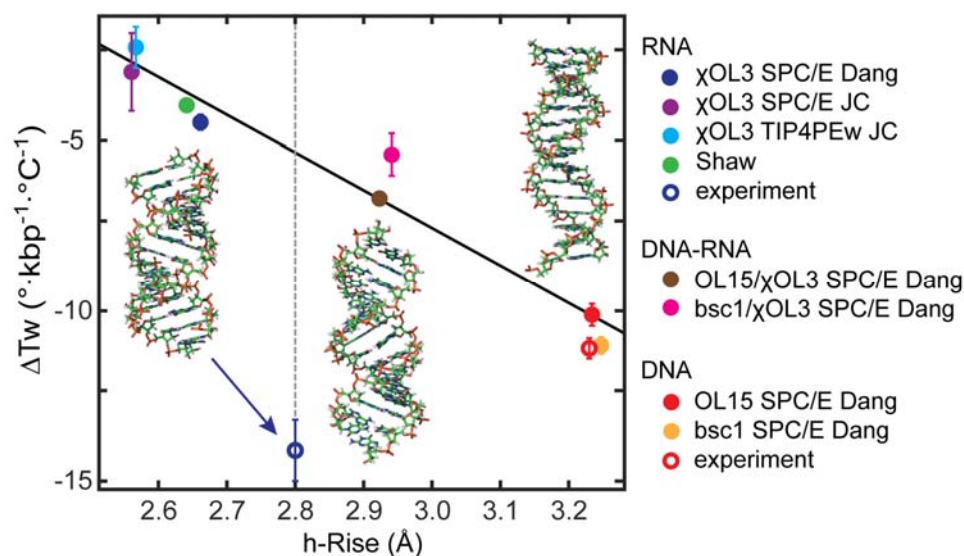 RNA
χOL3 SPC/E Dang
χOL3 SPC/E JC
χOL3 TIP4PEw JC
Shaw
experiment
DNA-RNA
OL15/χOL3 SPC/E Dang
bsc1/χOL3 SPC/E Dang
DNA
OL15 SPC/E Dang
bsc1 SPC/E Dang
experiment
ΔTw (°·kbp⁻¹·°C⁻¹)
-5
-10
-15
2.6 2.7 2.8 2.9 3.0 3.1 3.2
h-Rise (Å)